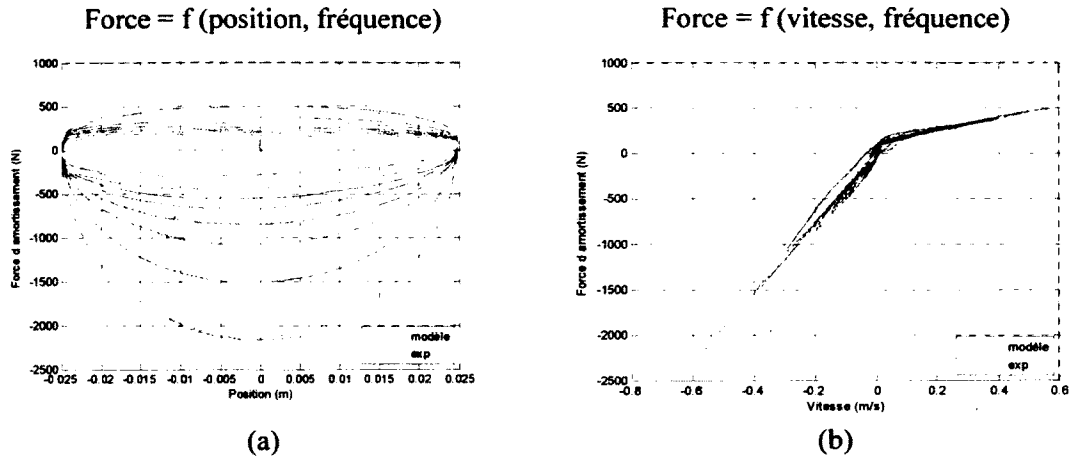 Force = f (position, fréquence)
Force = f (vitesse, fréquence)
1000
500
0
-500
-1000
-1500
-2000
-2500
Force d amortissement (N)
-0 025 -0.02 -0.015 -0.01 -0.005 0 0.005 0.01 0.015 0.02 0.025
Position (m)
modèle
exp
(a)
1000
500
0
-500
-1000
-1500
-2000
-2500
Force d amortissement (N)
-0.8 -0.6 -0.4 -0.2 0 0.2 0.4 0.6
Vitesse (m/s)
modèle
exp
(b)